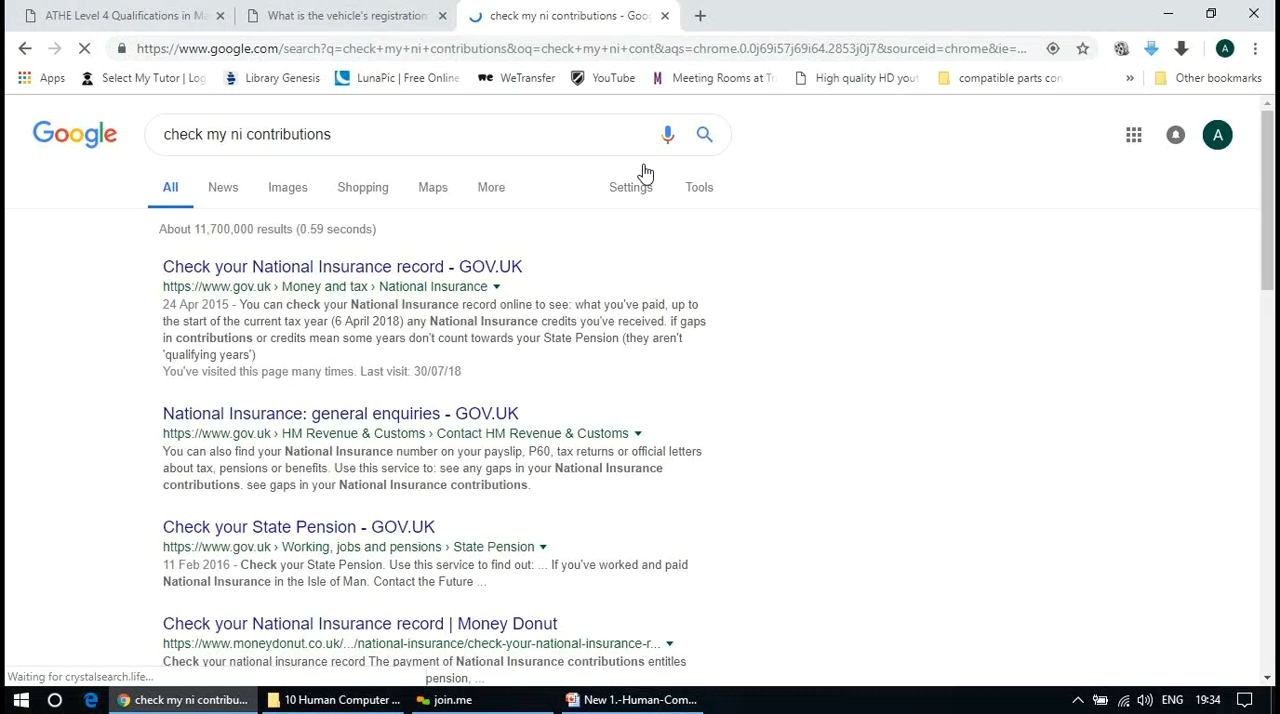 ATHE Level 4 Qualifications in Ma
What is the vehicle's registration
check my ni contributions - Goo
https://www.google.com/search?q=check+my+ni+contributions&oq=check+my+ni+cont&aqs=chrome.0.0j69i57j69i64.2853j0j7&sourceid=chrome&ie=...
A
Apps
Select My Tutor | Log
Library Genesis
LunaPic | Free Online
WeTransfer
YouTube
Meeting Rooms at Tr
High quality HD yout
compatible parts con
»
Other bookmarks
Google
check my ni contributions
A
All
News
Images
Shopping
Maps
More
Settings
Tools
About 11,700,000 results (0.59 seconds)
Check your National Insurance record - GOV.UK
https://www.gov.uk › Money and tax › National Insurance
24 Apr 2015 - You can check your National Insurance record online to see: what you've paid, up to
the start of the current tax year (6 April 2018) any National Insurance credits you've received. if gaps
in contributions or credits mean some years don't count towards your State Pension (they aren't
'qualifying years')
You've visited this page many times. Last visit: 30/07/18
National Insurance: general enquiries - GOV.UK
https://www.gov.uk › HM Revenue & Customs › Contact HM Revenue & Customs
You can also find your National Insurance number on your payslip, P60, tax returns or official letters
about tax, pensions or benefits. Use this service to: see any gaps in your National Insurance
contributions. see gaps in your National Insurance contributions.
Check your State Pension - GOV.UK
https://www.gov.uk › Working, jobs and pensions › State Pension
11 Feb 2016 - Check your State Pension. Use this service to find out: ... If you've worked and paid
National Insurance in the Isle of Man. Contact the Future ...
Check your National Insurance record | Money Donut
https://www.moneydonut.co.uk/.../national-insurance/check-your-national-insurance-r...
Check your national insurance record The payment of National Insurance contributions entitles
pension, ...
Waiting for crystalsearch.life...
check my ni contribu...
10 Human Computer ...
join.me
New 1.-Human-Com...
ENG
19:34